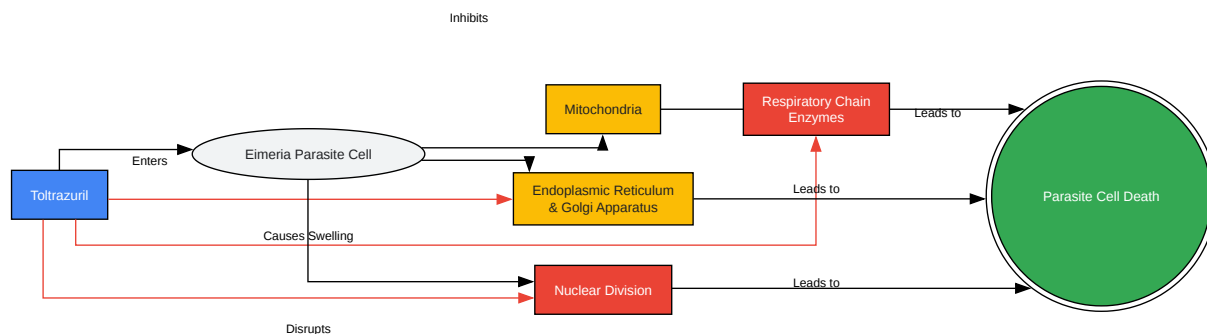 Inhibits
Mitochondria
Respiratory Chain
Enzymes
Leads to
Eimeria Parasite Cell
Enters
Toltrazuril
Endoplasmic Reticulum
& Golgi Apparatus
Leads to
Parasite Cell Death
Causes Swelling
Nuclear Division
Leads to
Disrupts